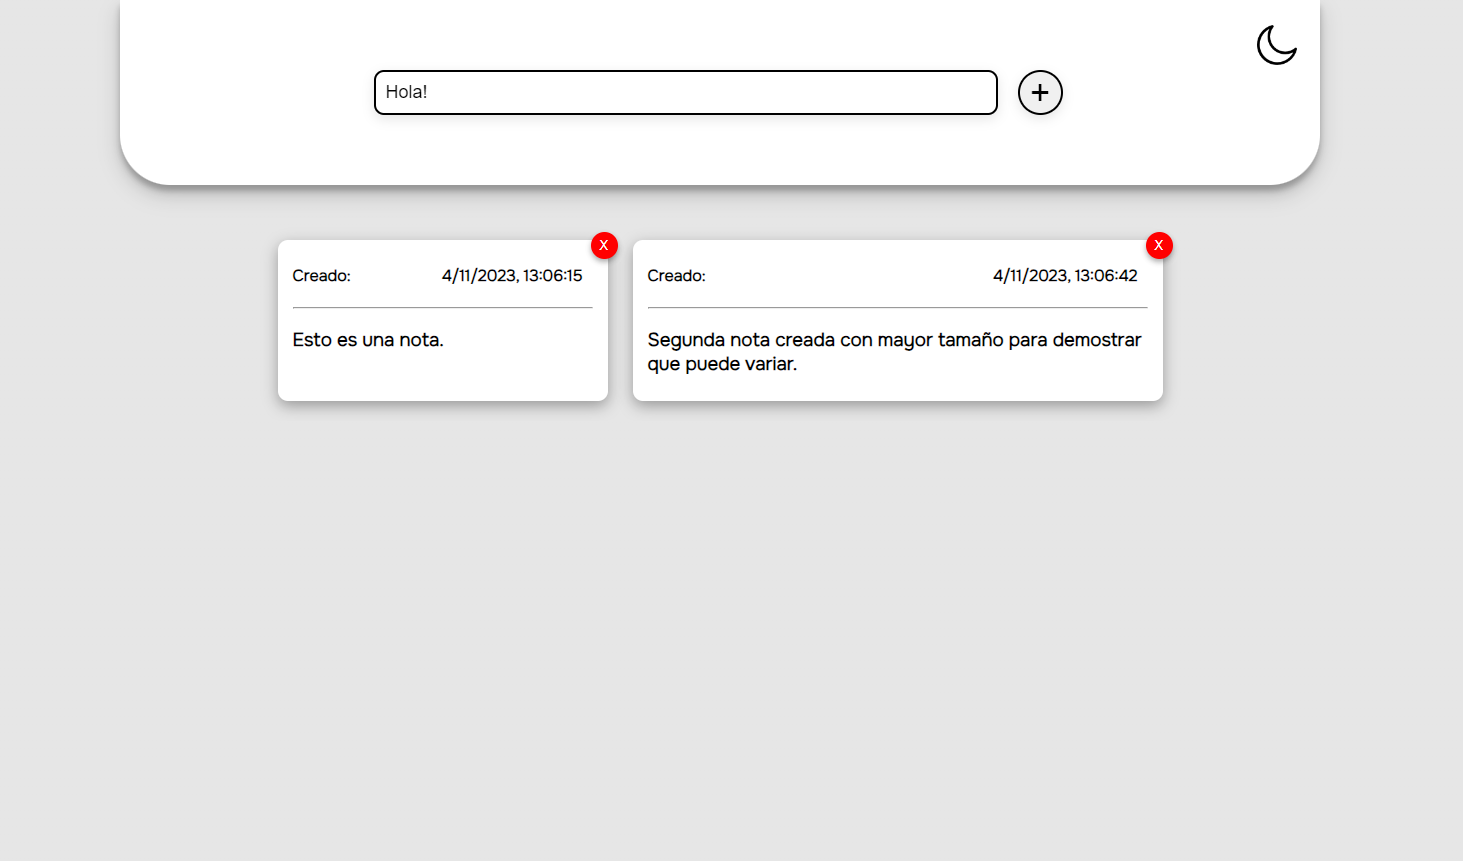 Hola!
+
X
Creado: 4/11/2023, 13:06:15
Esto es una nota.
X
Creado: 4/11/2023, 13:06:42
Segunda nota creada con mayor tamaño para demostrar
que puede variar.